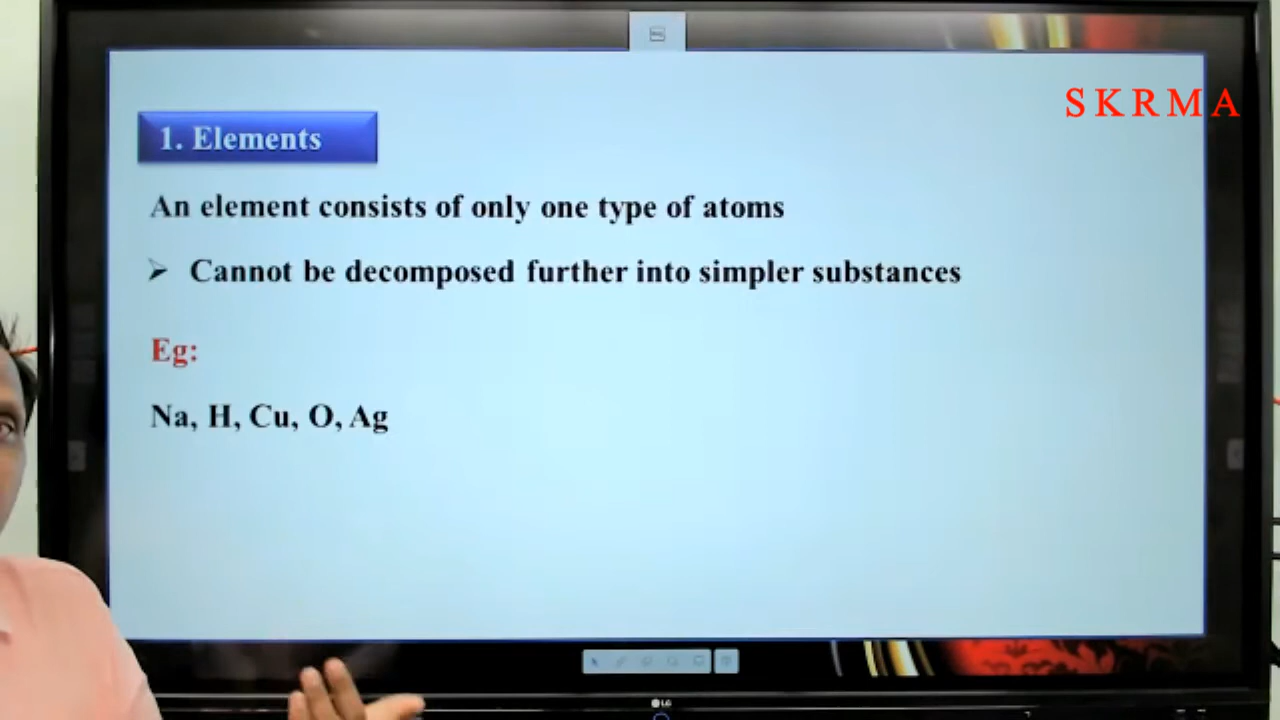 S K R M A
1. Elements
An element consists of only one type of atoms
➢ Cannot be decomposed further into simpler substances
Eg:
Na, H, Cu, O, Ag
LG